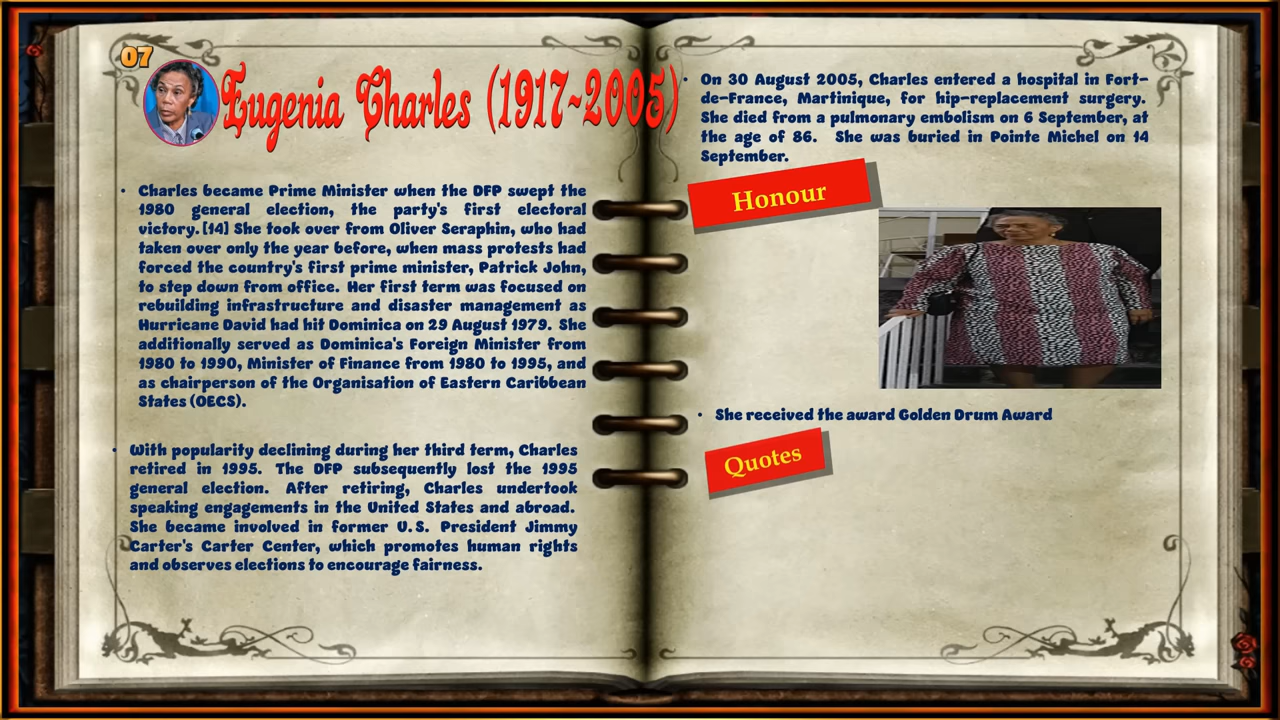 07
Eugenia Charles (1917-2005)
• Charles became Prime Minister when the DFP swept the
1980 general election, the party's first electoral
victory.[14] She took over from Oliver Seraphin, who had
taken over only the year before, when mass protests had
forced the country's first prime minister, Patrick John,
to step down from office. Her first term was focused on
rebuilding infrastructure and disaster management as
Hurricane David had hit Dominica on 29 August 1979. She
additionally served as Dominica's Foreign Minister from
1980 to 1990, Minister of Finance from 1980 to 1995, and
as chairperson of the Organisation of Eastern Caribbean
States (OECS).
• With popularity declining during her third term, Charles
retired in 1995. The DFP subsequently lost the 1995
general election. After retiring, Charles undertook
speaking engagements in the United States and abroad.
She became involved in former U.S. President Jimmy
Carter's Carter Center, which promotes human rights
and observes elections to encourage fairness.
• On 30 August 2005, Charles entered a hospital in Fort-
de-France, Martinique, for hip-replacement surgery.
She died from a pulmonary embolism on 6 September, at
the age of 86. She was buried in Pointe Michel on 14
September.
Honour
• She received the award Golden Drum Award
Quotes